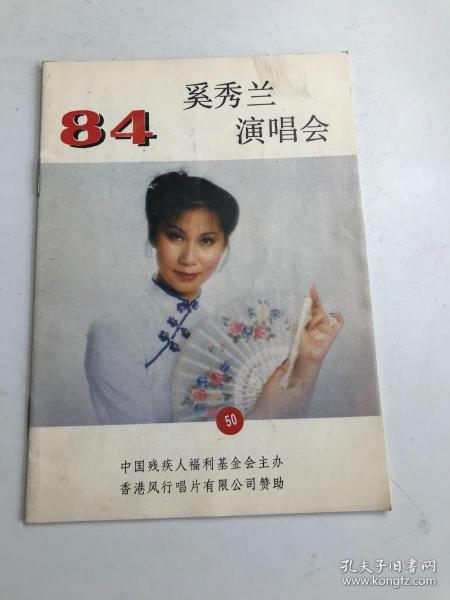 奚秀兰
84 演唱会
50
中国残疾人福利基金会主办
香港风行唱片有限公司赞助
孔夫子旧书网
www.kongfz.com